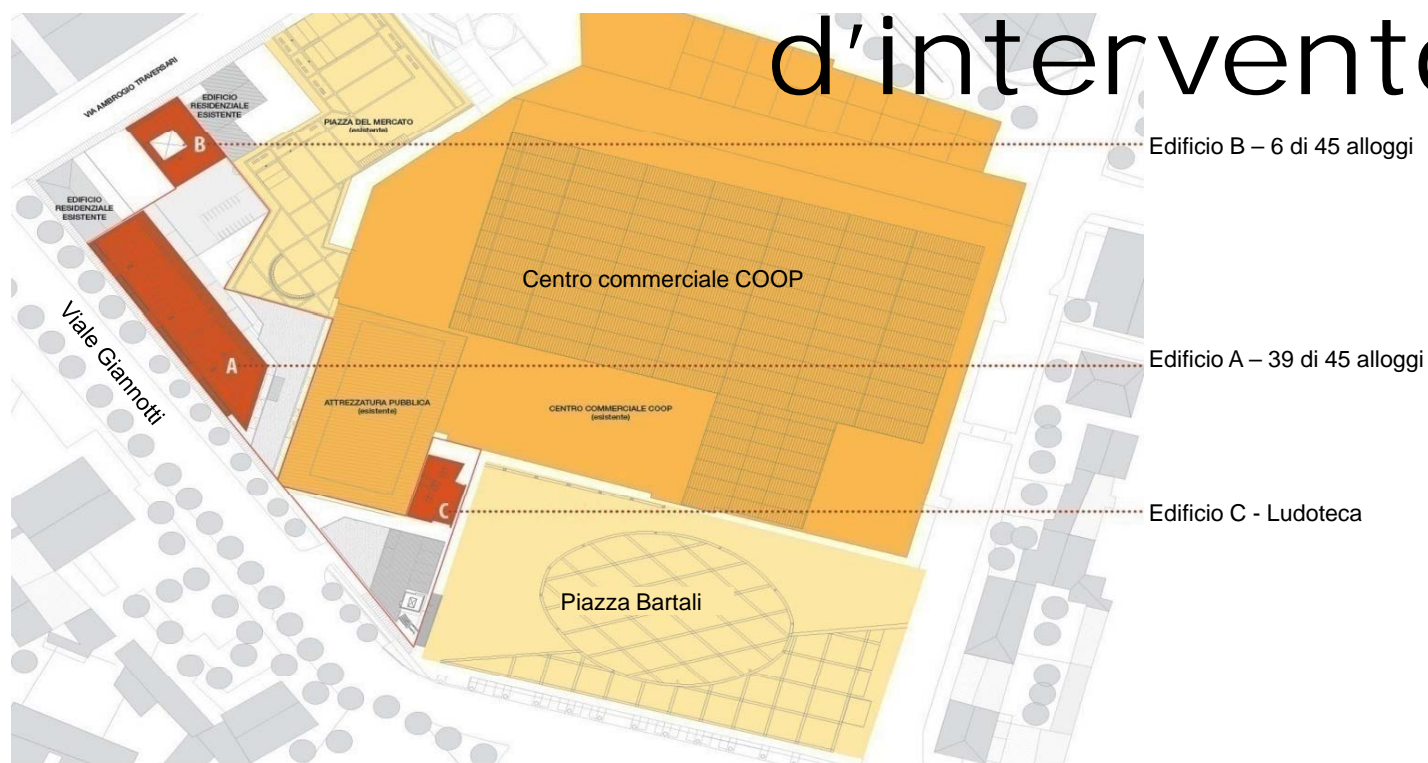 d'intervento
VIA AMBROGIO TRAVERSARI
EDIFICIO
RESIDENZIALE
ESISTENTE
PIAZZA DEL MERCATO
(esistente)
B
Edificio B – 6 di 45 alloggi
EDIFICIO
RESIDENZIALE
ESISTENTE
Centro commerciale COOP
Viale Giannotti
A
Edificio A – 39 di 45 alloggi
ATTREZZATURA PUBBLICA
(esistente)
CENTRO COMMERCIALE COOP
(esistente)
C
Edificio C - Ludoteca
Piazza Bartali